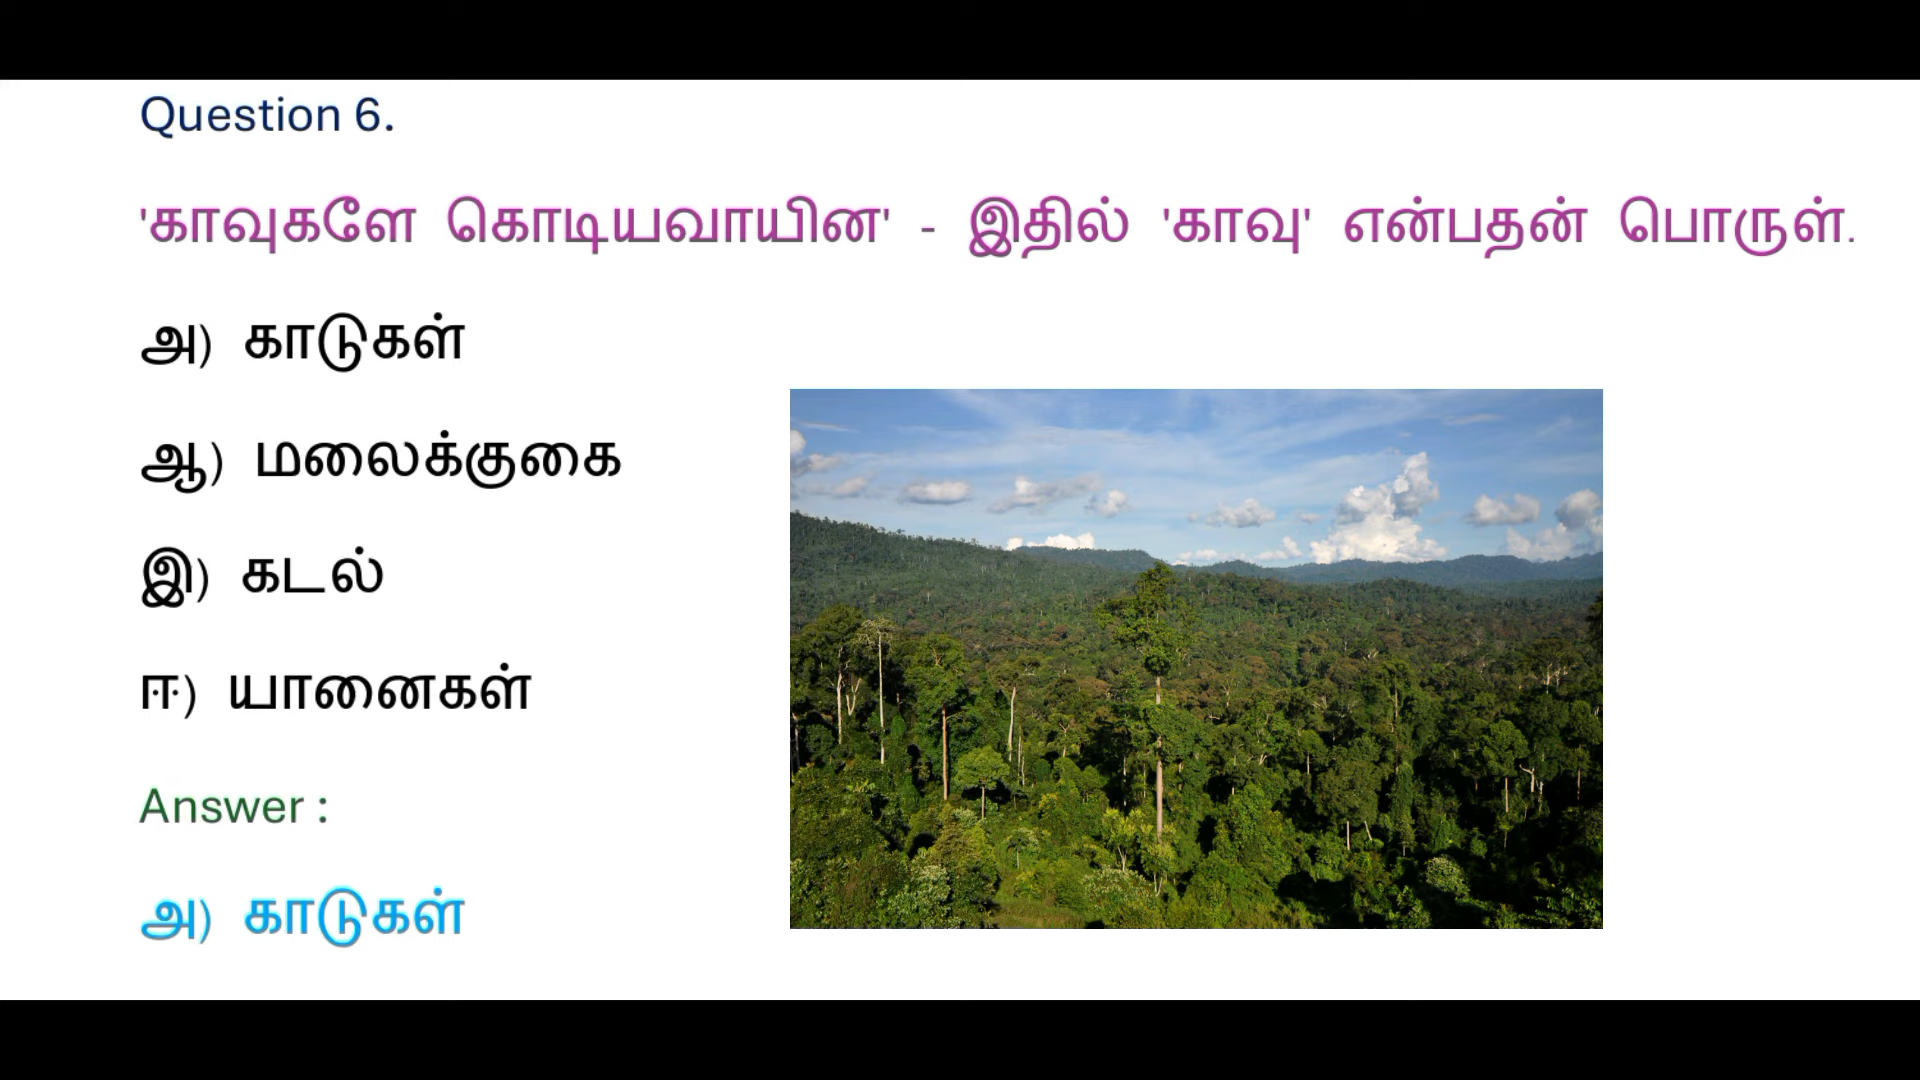 Question 6.
'காவுகளே கொடியவாயின' - இதில் 'காவு' என்பதன் பொருள்.
அ) காடுகள்
ஆ) மலைக்குகை
இ) கடல்
ஈ) யானைகள்
Answer :
அ) காடுகள்